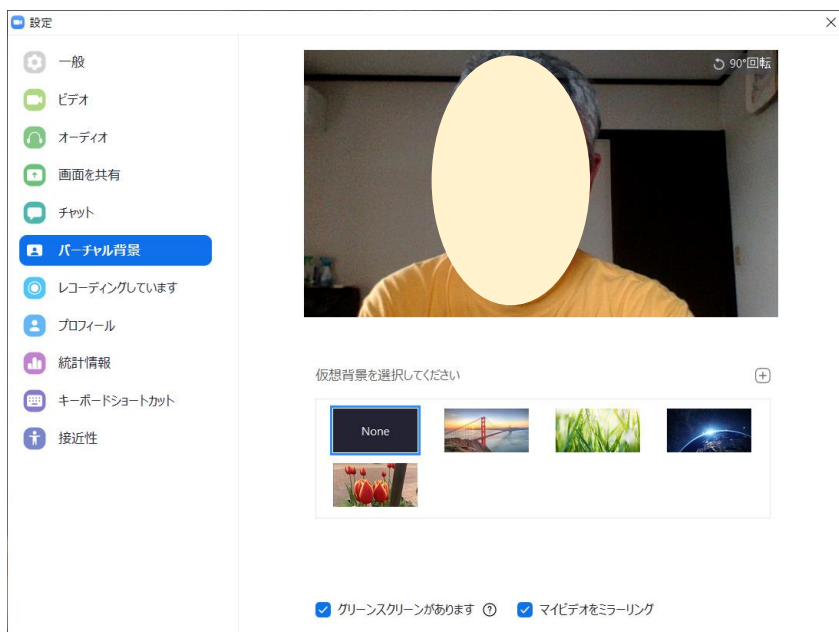 設定
一般
ビデオ
オーディオ
画面を共有
チャット
バーチャル背景
レコーディングしています
プロフィール
統計情報
キーボードショートカット
接近性
90°回転
仮想背景を選択してください
None
グリーンスクリーンがあります
マイビデオをミラーリング